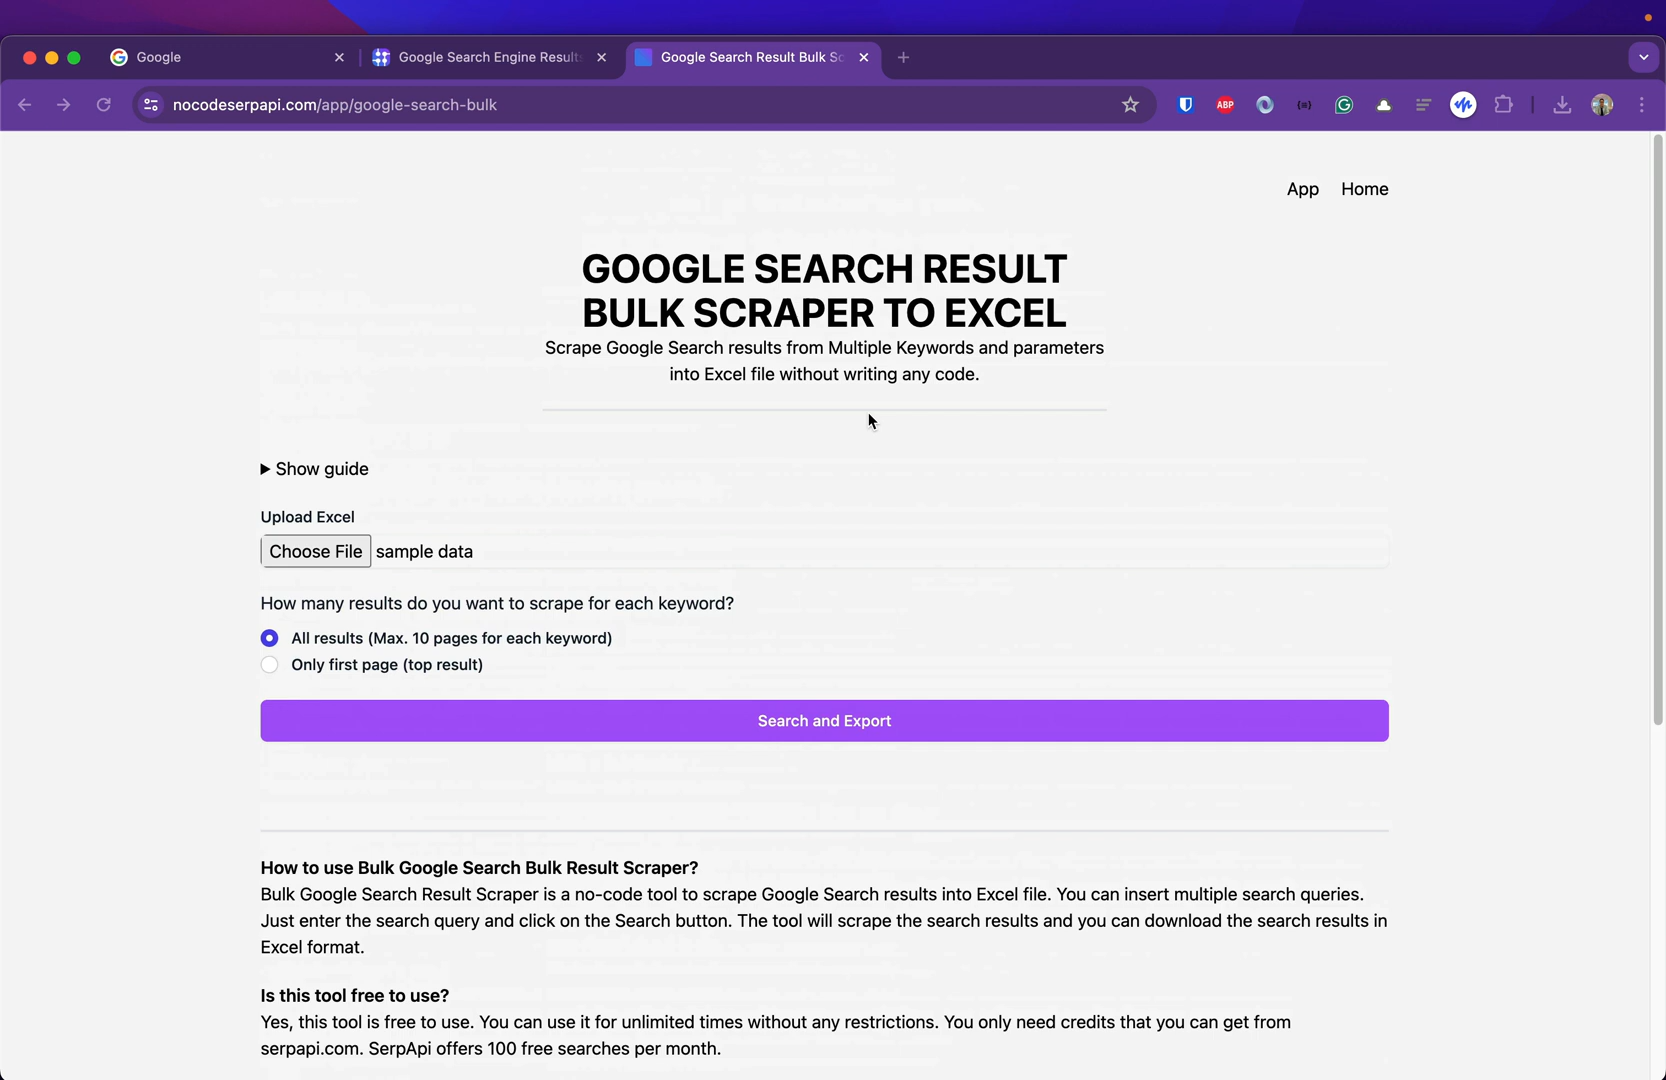 Google
Google Search Engine Results
Google Search Result Bulk Sc
nocodeserpapi.com/app/google-search-bulk
ABP
App Home
GOOGLE SEARCH RESULT
BULK SCRAPER TO EXCEL
Scrape Google Search results from Multiple Keywords and parameters
into Excel file without writing any code.
Show guide
Upload Excel
Choose File sample data
How many results do you want to scrape for each keyword?
All results (Max. 10 pages for each keyword)
Only first page (top result)
Search and Export
How to use Bulk Google Search Bulk Result Scraper?
Bulk Google Search Result Scraper is a no-code tool to scrape Google Search results into Excel file. You can insert multiple search queries.
Just enter the search query and click on the Search button. The tool will scrape the search results and you can download the search results in
Excel format.
Is this tool free to use?
Yes, this tool is free to use. You can use it for unlimited times without any restrictions. You only need credits that you can get from
serpapi.com. SerpApi offers 100 free searches per month.